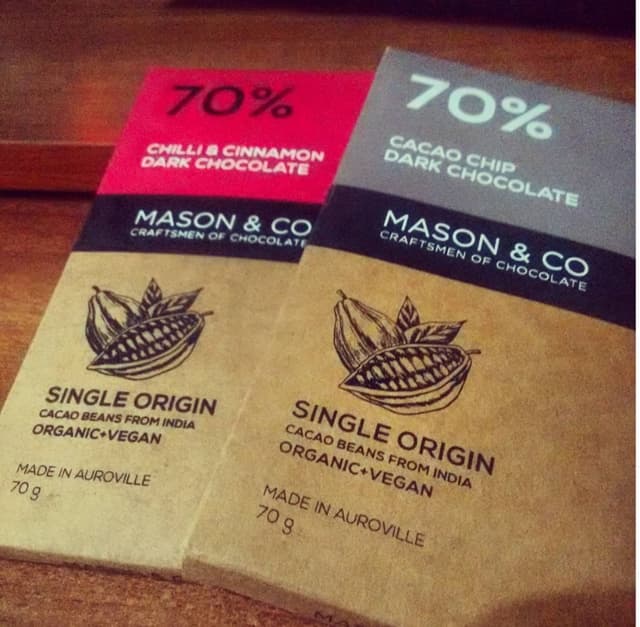 70%
CHILLI & CINNAMON
DARK CHOCOLATE
MASON & CO
CRAFTSMEN OF CHOCOLATE
SINGLE ORIGIN
CACAO BEANS FROM INDIA
ORGANIC+VEGAN
MADE IN AUROVILLE
70 g
70%
CACAO CHIP
DARK CHOCOLATE
MASON & CO
CRAFTSMEN OF CHOCOLATE
SINGLE ORIGIN
CACAO BEANS FROM INDIA
ORGANIC+VEGAN
MADE IN AUROVILLE
70 g